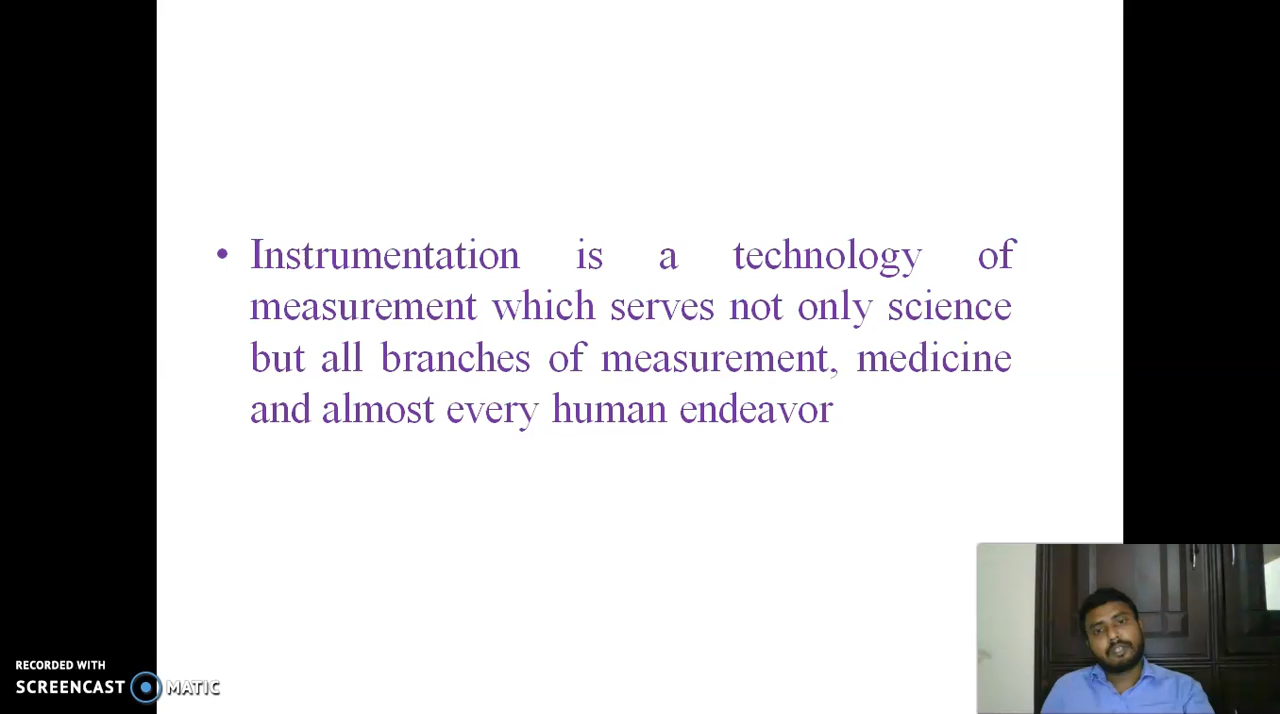 • Instrumentation is a technology of
measurement which serves not only science
but all branches of measurement, medicine
and almost every human endeavor
RECORDED WITH
SCREENCAST MATIC